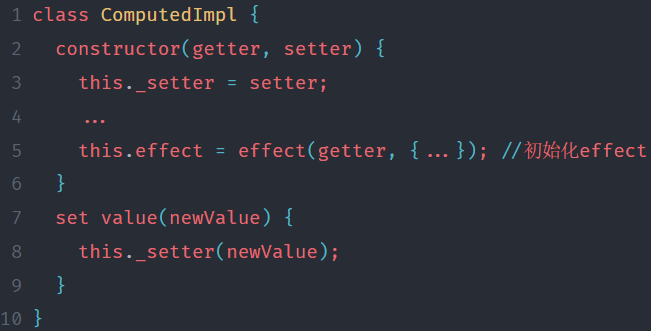 1 class ComputedImpl {
2   constructor(getter, setter) {
3     this._setter = setter;
4     ...
5     this.effect = effect(getter, {...}); //初始化effect
6   }
7   set value(newValue) {
8     this._setter(newValue);
9   }
10 }